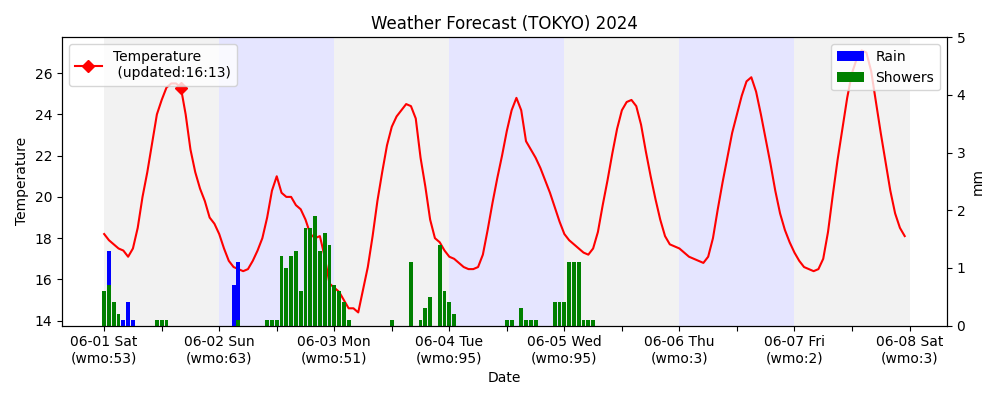 Weather Forecast (TOKYO) 2024
Temperature
(updated:16:13)
Rain
Showers
Temperature
26
24
22
20
18
16
14
5
4
3
2
1
0
mm
06-01 Sat
(wmo:53)
06-02 Sun
(wmo:63)
06-03 Mon
(wmo:51)
06-04 Tue
(wmo:95)
06-05 Wed
(wmo:95)
06-06 Thu
(wmo:3)
06-07 Fri
(wmo:2)
06-08 Sat
(wmo:3)
Date